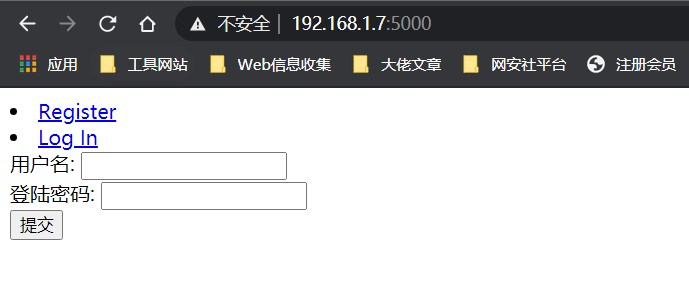 不安全 192.168.1.7:5000
应用 工具网站 Web信息收集 大佬文章 网安社平台 注册会员
Register
Log In
用户名:
登陆密码:
提交